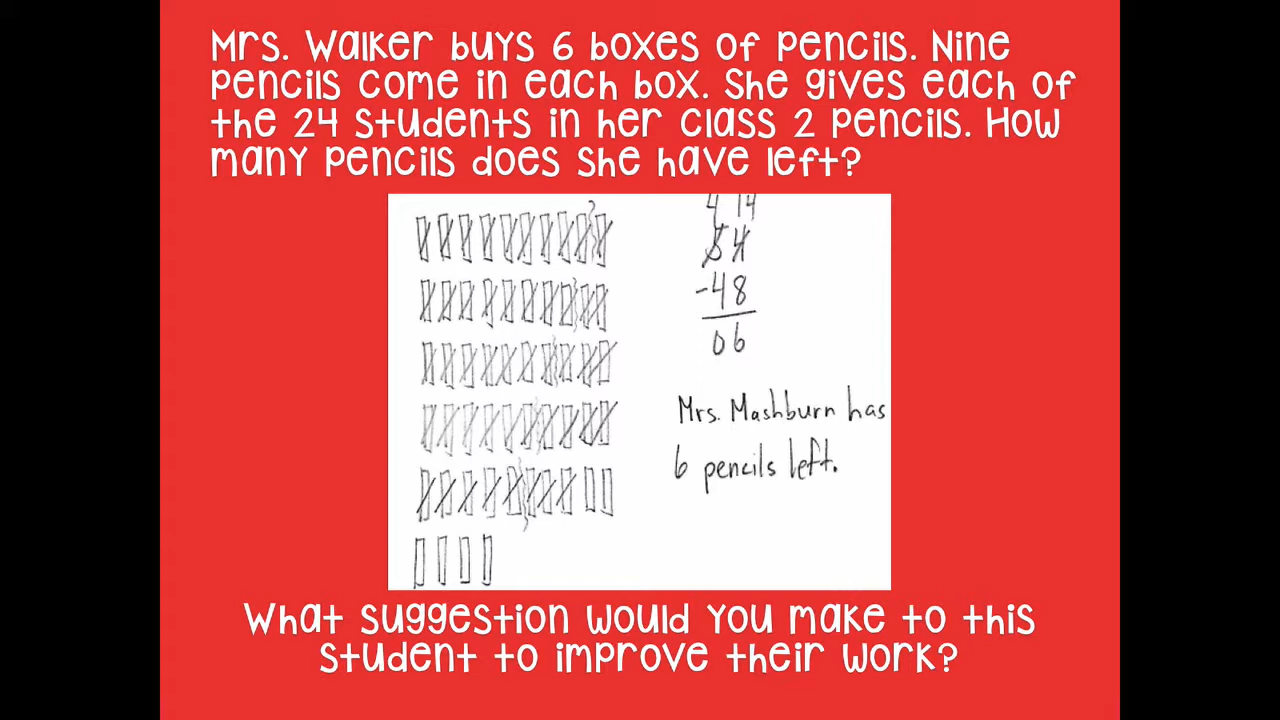 Mrs. Walker buys 6 boxes of pencils. Nine
pencils come in each box. She gives each of
the 24 students in her class 2 pencils. How
many pencils does she have left?
4 14
54
-48
06
Mrs. Mashburn has
6 pencils left.
What suggestion would you make to this
student to improve their work?